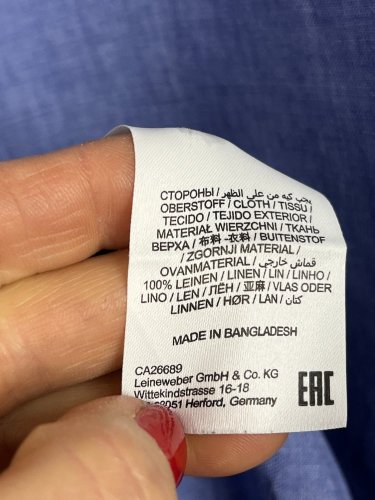 СТОРОНЫ / يجب كيه من على الظهر
OBERSTOFF / CLOTH / TISSU /
TECIDO / TEJIDO EXTERIOR /
MATERIAŁ WIERZCHNI / ТКАНЬ
ВЕРХА / 布料 -衣料 / BUITENSTOF
/ ZGORNJI MATERIAL /
OVANMATERIAL / قماش خارجي
100% LEINEN / LINEN / LIN / LINHO /
LINO / LEN / ЛЁН / 亚麻 / VLAS ODER
LINNEN / HØR / LAN / كتان
MADE IN BANGLADESH
CA26689
Leineweber GmbH & Co. KG
Wittekindstrasse 16-18
32051 Herford, Germany
EAC